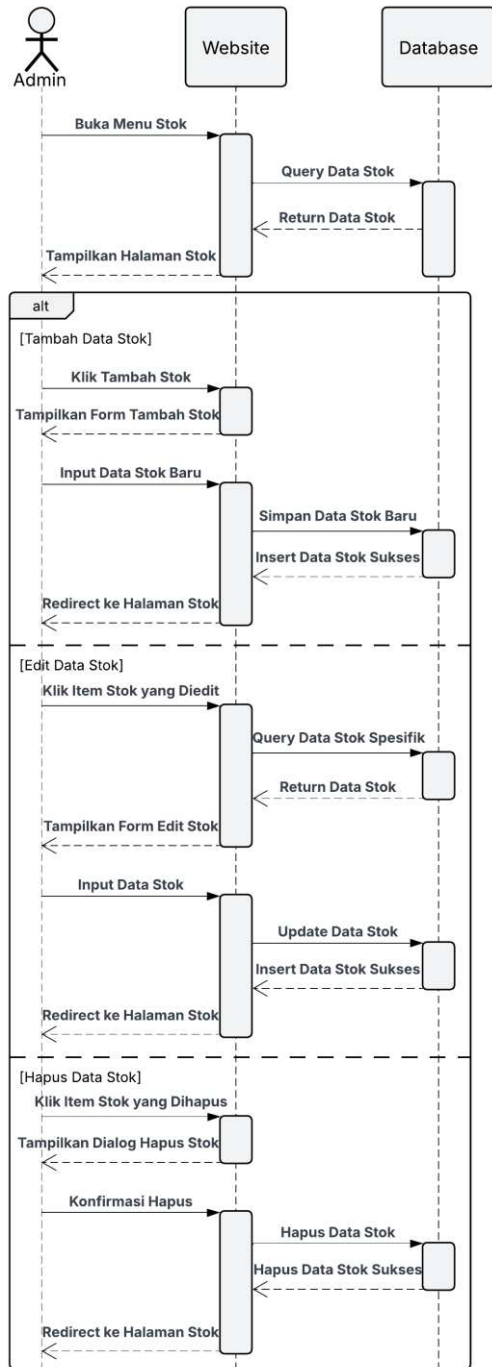 Admin
Website
Database
Buka Menu Stok
Query Data Stok
Return Data Stok
Tampilkan Halaman Stok
alt
[Tambah Data Stok]
Klik Tambah Stok
Tampilkan Form Tambah Stok
Input Data Stok Baru
Simpan Data Stok Baru
Insert Data Stok Sukses
Redirect ke Halaman Stok
[Edit Data Stok]
Klik Item Stok yang Diedit
Query Data Stok Spesifik
Return Data Stok
Tampilkan Form Edit Stok
Input Data Stok
Update Data Stok
Insert Data Stok Sukses
Redirect ke Halaman Stok
[Hapus Data Stok]
Klik Item Stok yang Dihapus
Tampilkan Dialog Hapus Stok
Konfirmasi Hapus
Hapus Data Stok
Hapus Data Stok Sukses
Redirect ke Halaman Stok